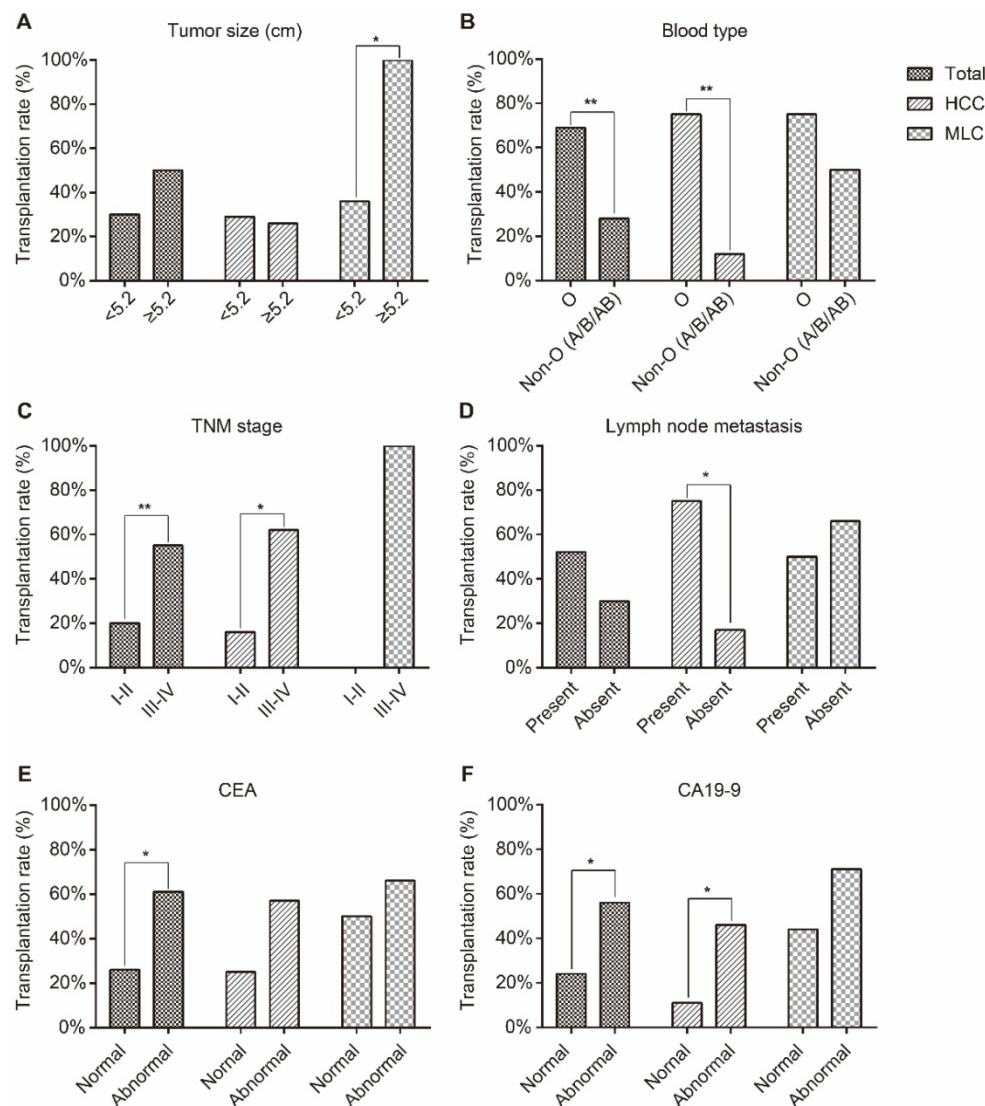 A
Tumor size (cm)
Transplantation rate (%)
100%
80%
60%
40%
20%
0%
*
<5.2
≥5.2
<5.2
≥5.2
<5.2
≥5.2
B
Blood type
Transplantation rate (%)
100%
80%
60%
40%
20%
0%
**
**
O
Non-O (A/B/AB)
O
Non-O (A/B/AB)
O
Non-O (A/B/AB)
Total
HCC
MLC
C
TNM stage
Transplantation rate (%)
100%
80%
60%
40%
20%
0%
**
*
I-II
III-IV
I-II
III-IV
I-II
III-IV
D
Lymph node metastasis
Transplantation rate (%)
100%
80%
60%
40%
20%
0%
*
Present
Absent
Present
Absent
Present
Absent
E
CEA
Transplantation rate (%)
100%
80%
60%
40%
20%
0%
*
Normal
Abnormal
Normal
Abnormal
Normal
Abnormal
F
CA19-9
Transplantation rate (%)
100%
80%
60%
40%
20%
0%
*
*
Normal
Abnormal
Normal
Abnormal
Normal
Abnormal